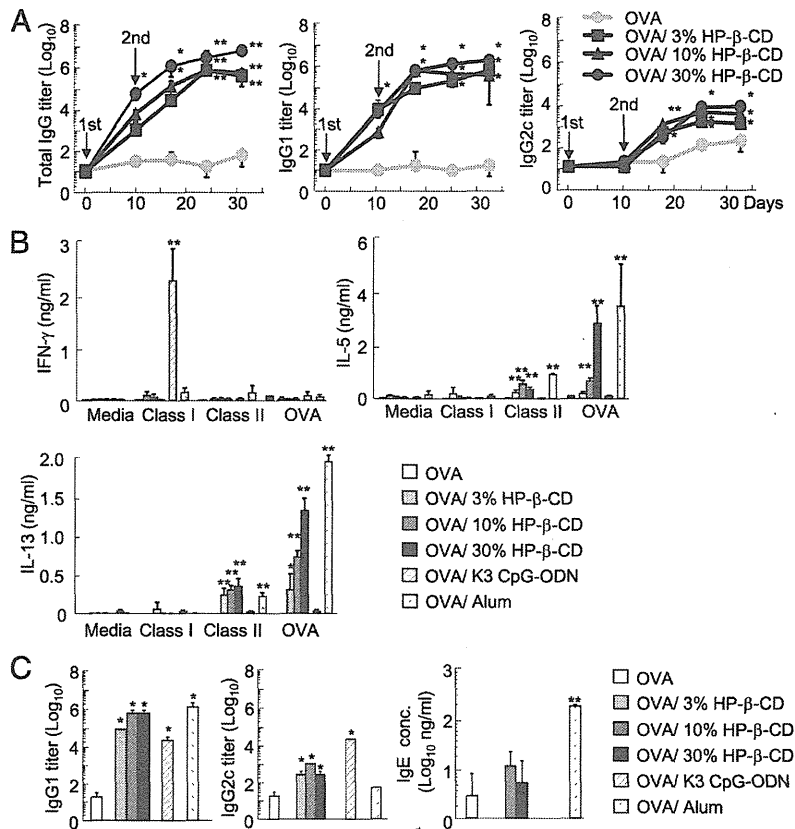 A
Total IgG titer (Log10)
8
6
4
2
0
1st
2nd
*
*
*
**
**
**
**
**
**
0 10 20 30
IgG1 titer (Log10)
8
6
4
2
0
1st
2nd
*
*
*
*
*
*
*
*
0 10 20 30
IgG2c titer (Log10)
8
6
4
2
0
1st
2nd
**
*
*
*
*
*
*
0 10 20 30 Days
OVA
OVA/ 3% HP-β-CD
OVA/ 10% HP-β-CD
OVA/ 30% HP-β-CD
B
IFN-γ (ng/ml)
3
2
1
0
**
Media Class I Class II OVA
IL-5 (ng/ml)
6
4
2
0
**
**
**
**
**
**
**
Media Class I Class II OVA
IL-13 (ng/ml)
2.0
1.5
1.0
0.5
0
**
**
**
**
*
**
**
**
Media Class I Class II OVA
OVA
OVA/ 3% HP-β-CD
OVA/ 10% HP-β-CD
OVA/ 30% HP-β-CD
OVA/ K3 CpG-ODN
OVA/ Alum
C
IgG1 titer (Log10)
8
6
4
2
0
*
*
*
*
*
IgG2c titer (Log10)
8
6
4
2
0
*
*
*
*
IgE conc.
(Log10 ng/ml)
3
2
1
0
**
OVA
OVA/ 3% HP-β-CD
OVA/ 10% HP-β-CD
OVA/ 30% HP-β-CD
OVA/ K3 CpG-ODN
OVA/ Alum